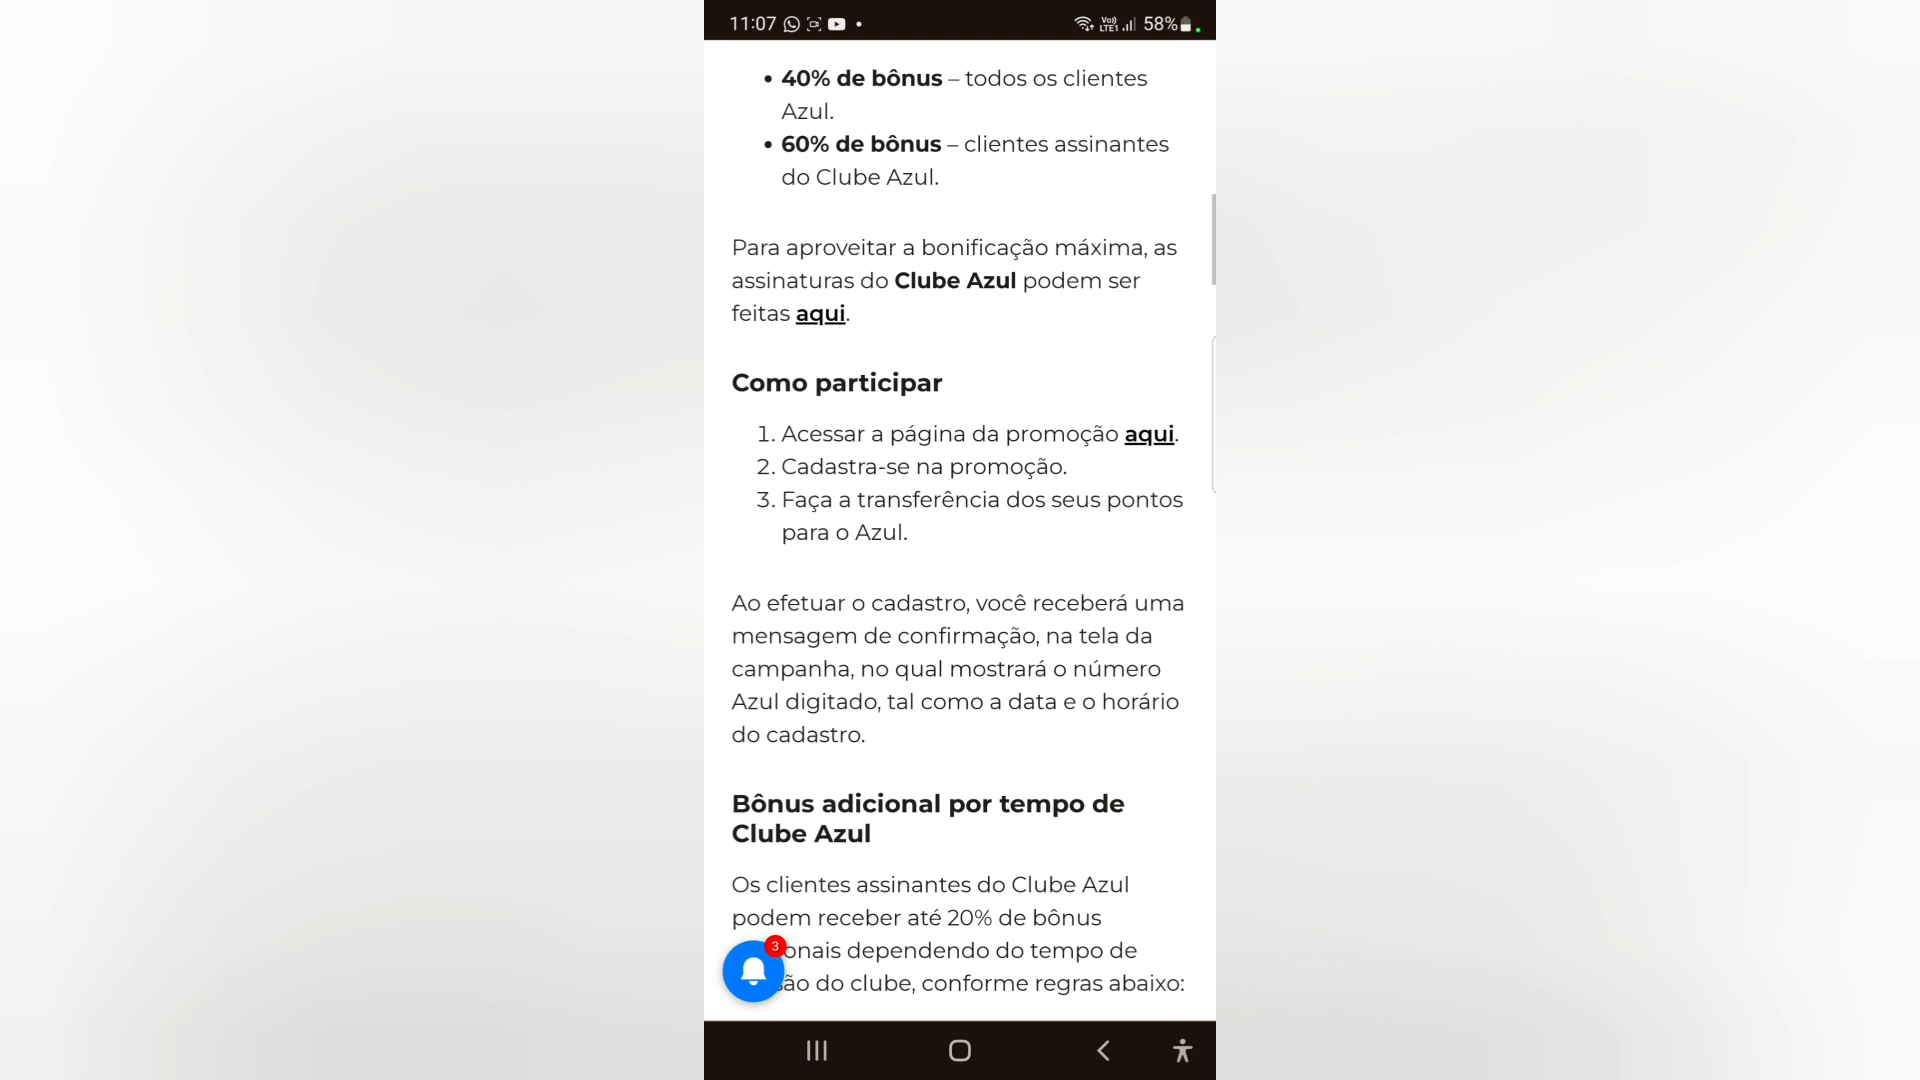 11:07
Vo)) LTE1 58%
• 40% de bônus – todos os clientes
Azul.
• 60% de bônus – clientes assinantes
do Clube Azul.
Para aproveitar a bonificação máxima, as
assinaturas do Clube Azul podem ser
feitas aqui.
Como participar
1. Acessar a página da promoção aqui.
2. Cadastra-se na promoção.
3. Faça a transferência dos seus pontos
para o Azul.
Ao efetuar o cadastro, você receberá uma
mensagem de confirmação, na tela da
campanha, no qual mostrará o número
Azul digitado, tal como a data e o horário
do cadastro.
Bônus adicional por tempo de
Clube Azul
Os clientes assinantes do Clube Azul
podem receber até 20% de bônus
3
onais dependendo do tempo de
ão do clube, conforme regras abaixo: